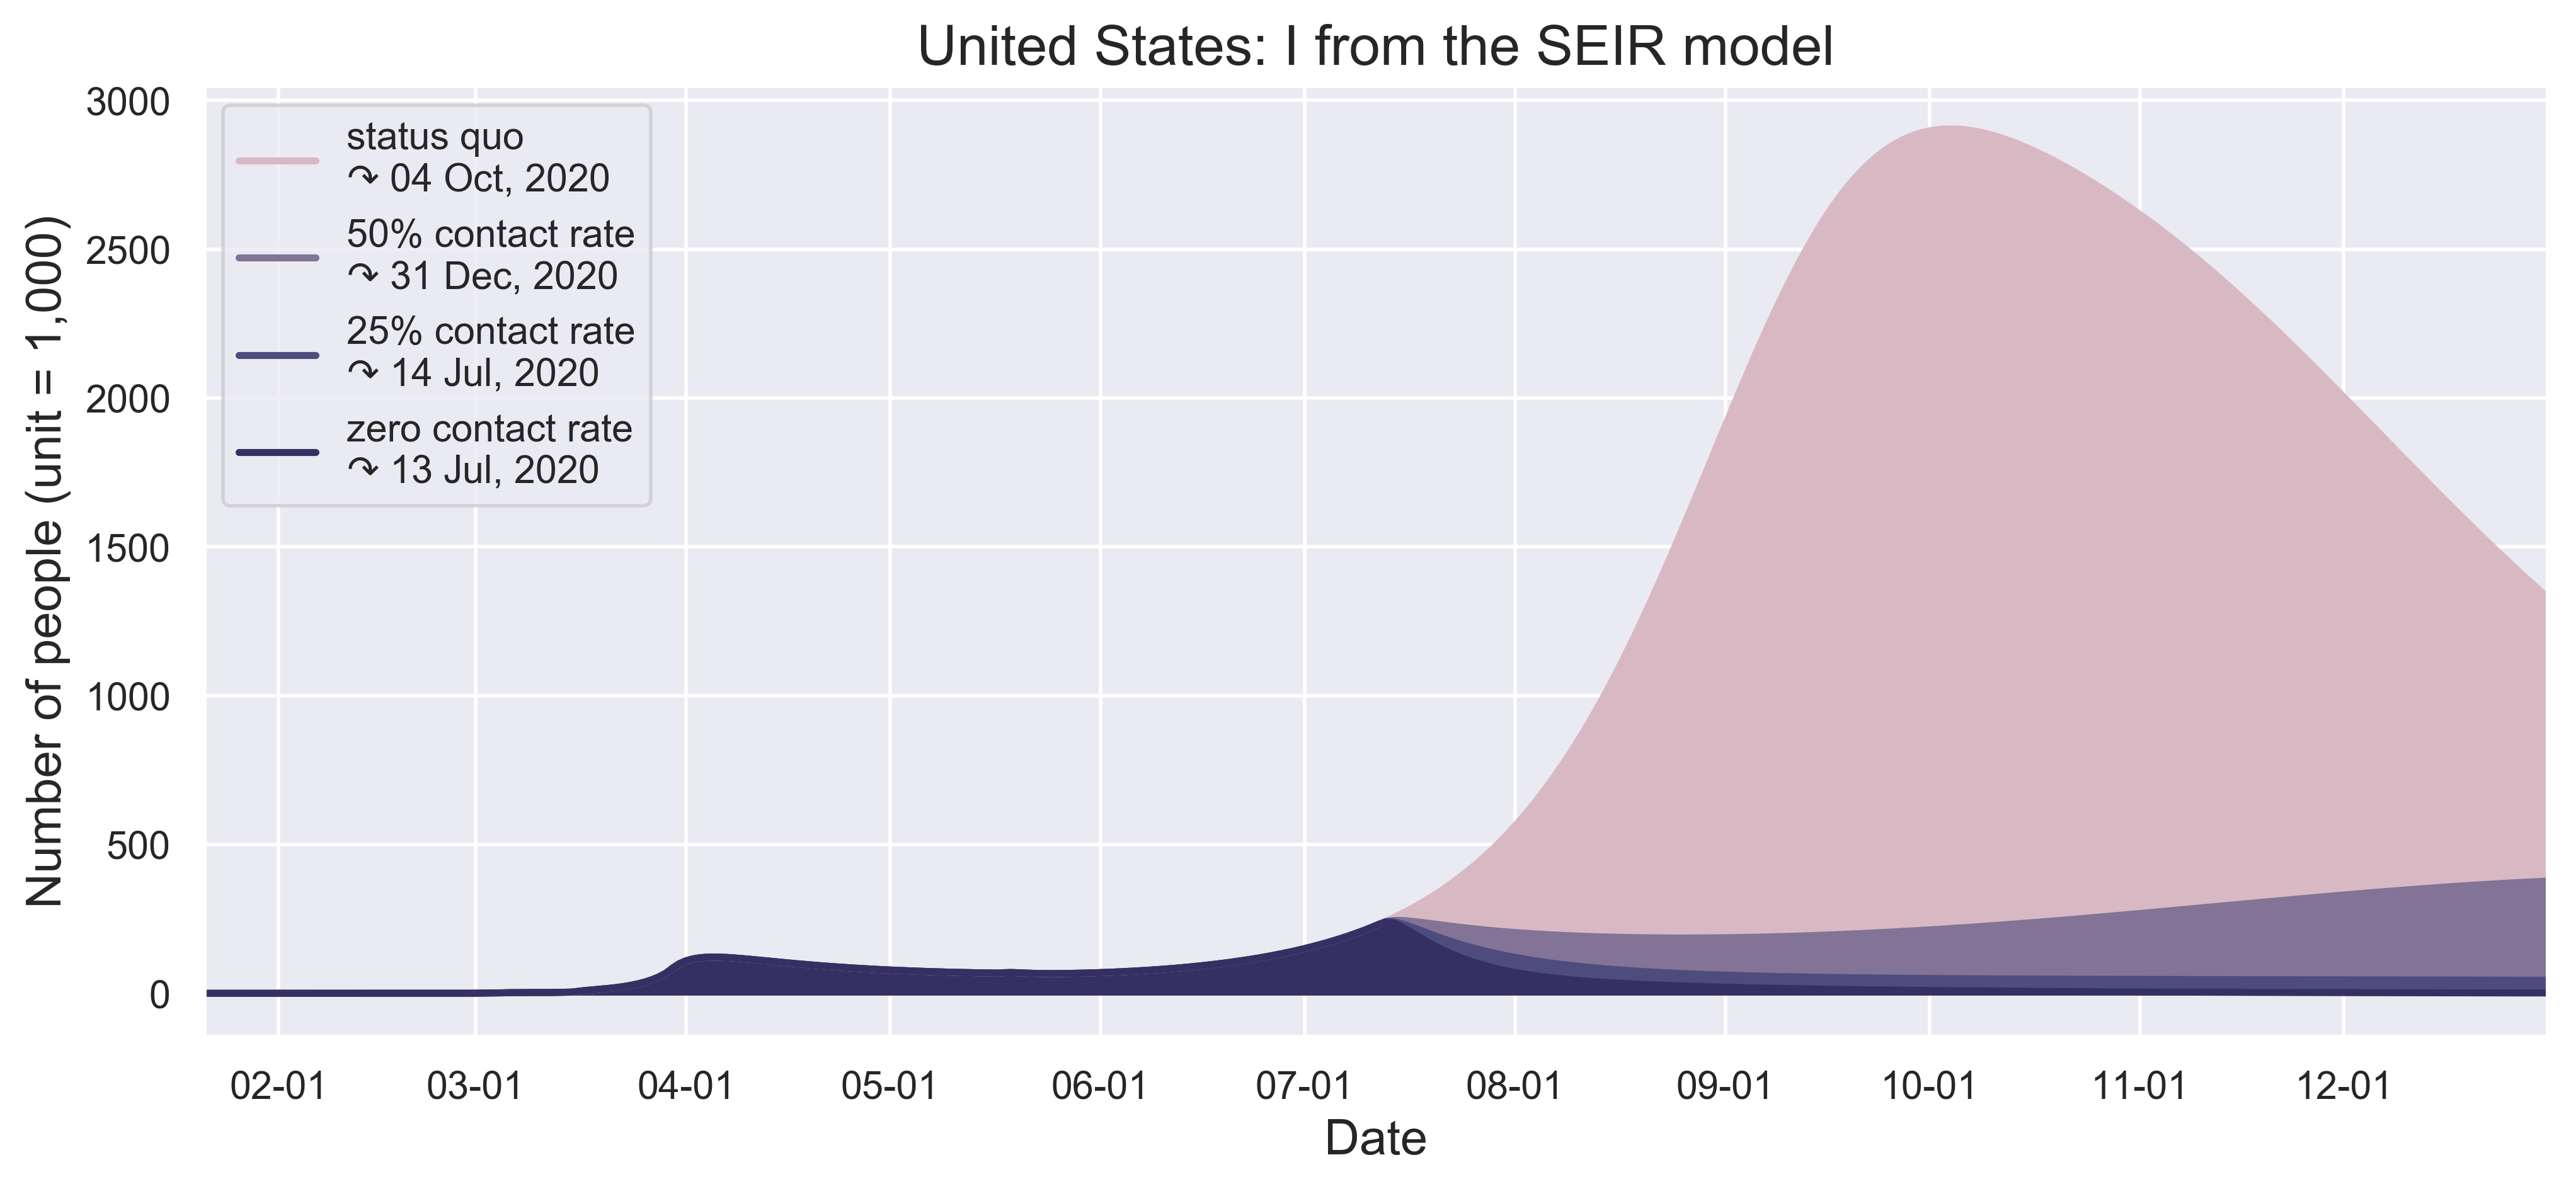 United States: I from the SEIR model
Number of people (unit = 1,000)
3000
2500
2000
1500
1000
500
0
status quo
↷ 04 Oct, 2020
50% contact rate
↷ 31 Dec, 2020
25% contact rate
↷ 14 Jul, 2020
zero contact rate
↷ 13 Jul, 2020
02-01 03-01 04-01 05-01 06-01 07-01 08-01 09-01 10-01 11-01 12-01
Date